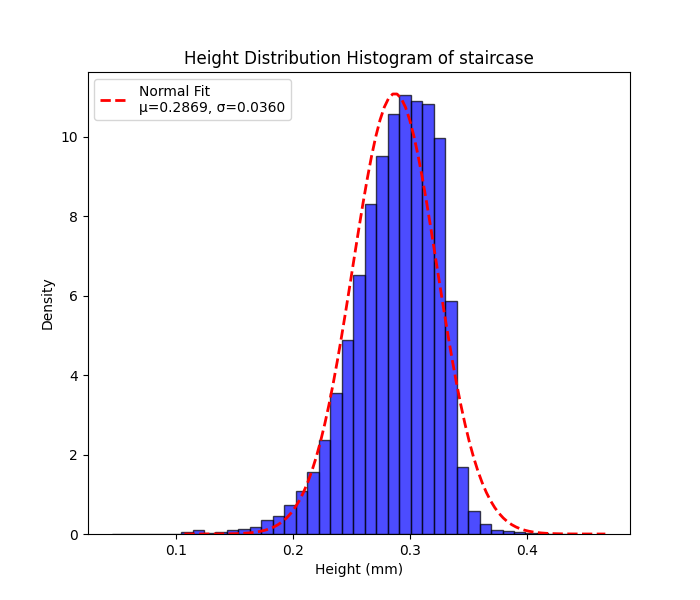 Height Distribution Histogram of staircase
Normal Fit
μ=0.2869, σ=0.0360
Density
10
8
6
4
2
0
0.1
0.2
0.3
0.4
Height (mm)